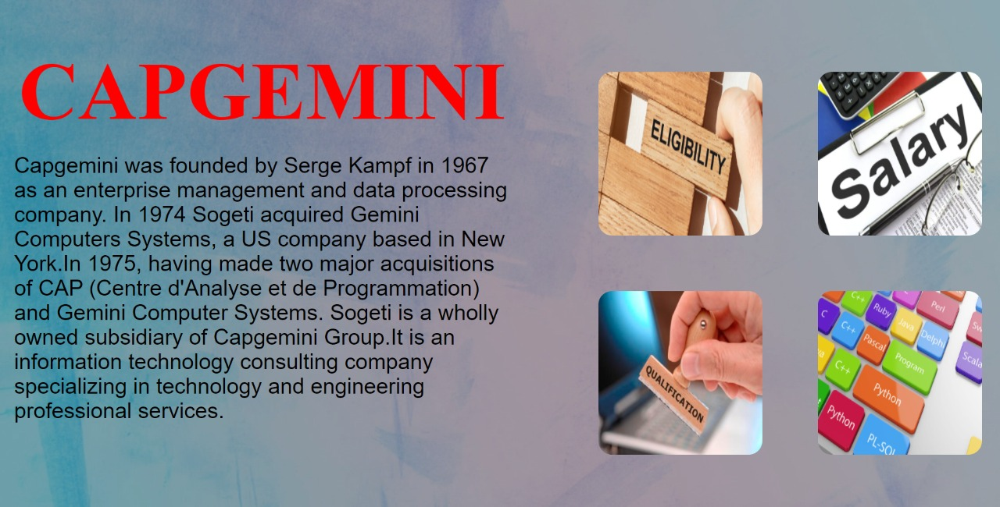 CAPGEMINI
Capgemini was founded by Serge Kampf in 1967
as an enterprise management and data processing
company. In 1974 Sogeti acquired Gemini
Computers Systems, a US company based in New
York.In 1975, having made two major acquisitions
of CAP (Centre d'Analyse et de Programmation)
and Gemini Computer Systems. Sogeti is a wholly
owned subsidiary of Capgemini Group.It is an
information technology consulting company
specializing in technology and engineering
professional services.
ELIGIBILITY
Salary
QUALIFICATION
C++
Perl
C
Ruby
Java
C++
Delphi
Pascal
Scala
Program
C++
Python
Python
PL-SQL